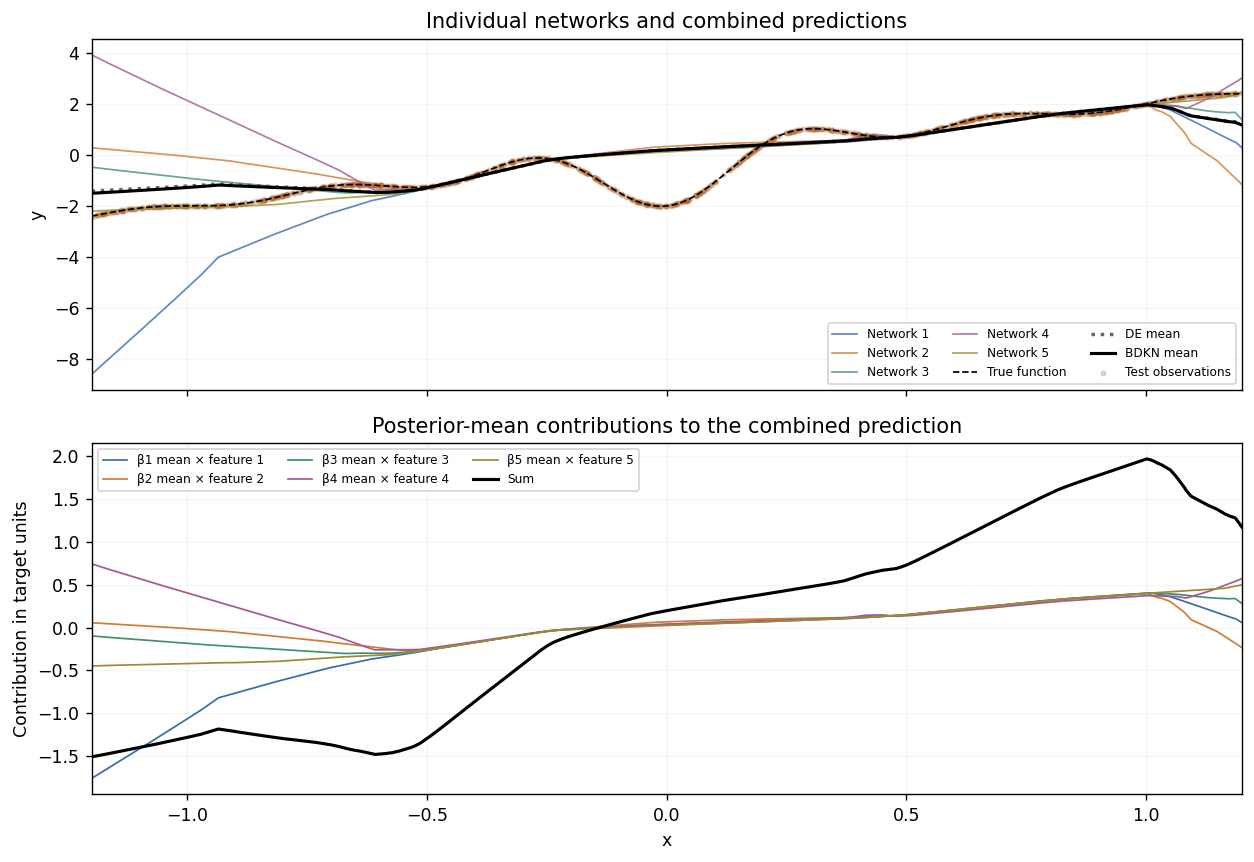 Individual networks and combined predictions
4
2
0
−2
−4
−6
−8
y
Network 1
Network 2
Network 3
Network 4
Network 5
True function
DE mean
BDKN mean
Test observations
Posterior-mean contributions to the combined prediction
2.0
1.5
1.0
0.5
0.0
−0.5
−1.0
−1.5
Contribution in target units
β1 mean × feature 1
β2 mean × feature 2
β3 mean × feature 3
β4 mean × feature 4
β5 mean × feature 5
Sum
−1.0
−0.5
0.0
0.5
1.0
x